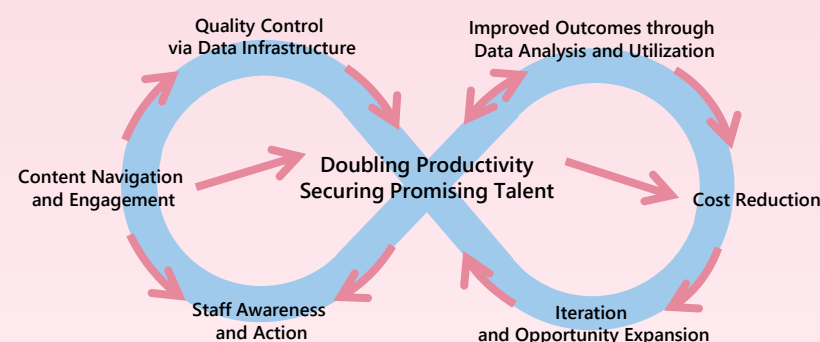 Quality Control
via Data Infrastructure
Improved Outcomes through
Data Analysis and Utilization
Content Navigation
and Engagement
Doubling Productivity
Securing Promising Talent
Cost Reduction
Staff Awareness
and Action
Iteration
and Opportunity Expansion